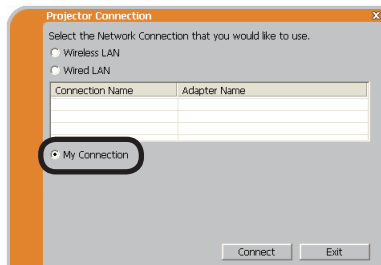 Projector Connection
x
Select the Network Connection that you would like to use.
Wireless LAN
Wired LAN
Connection Name Adapter Name
My Connection
Connect Exit